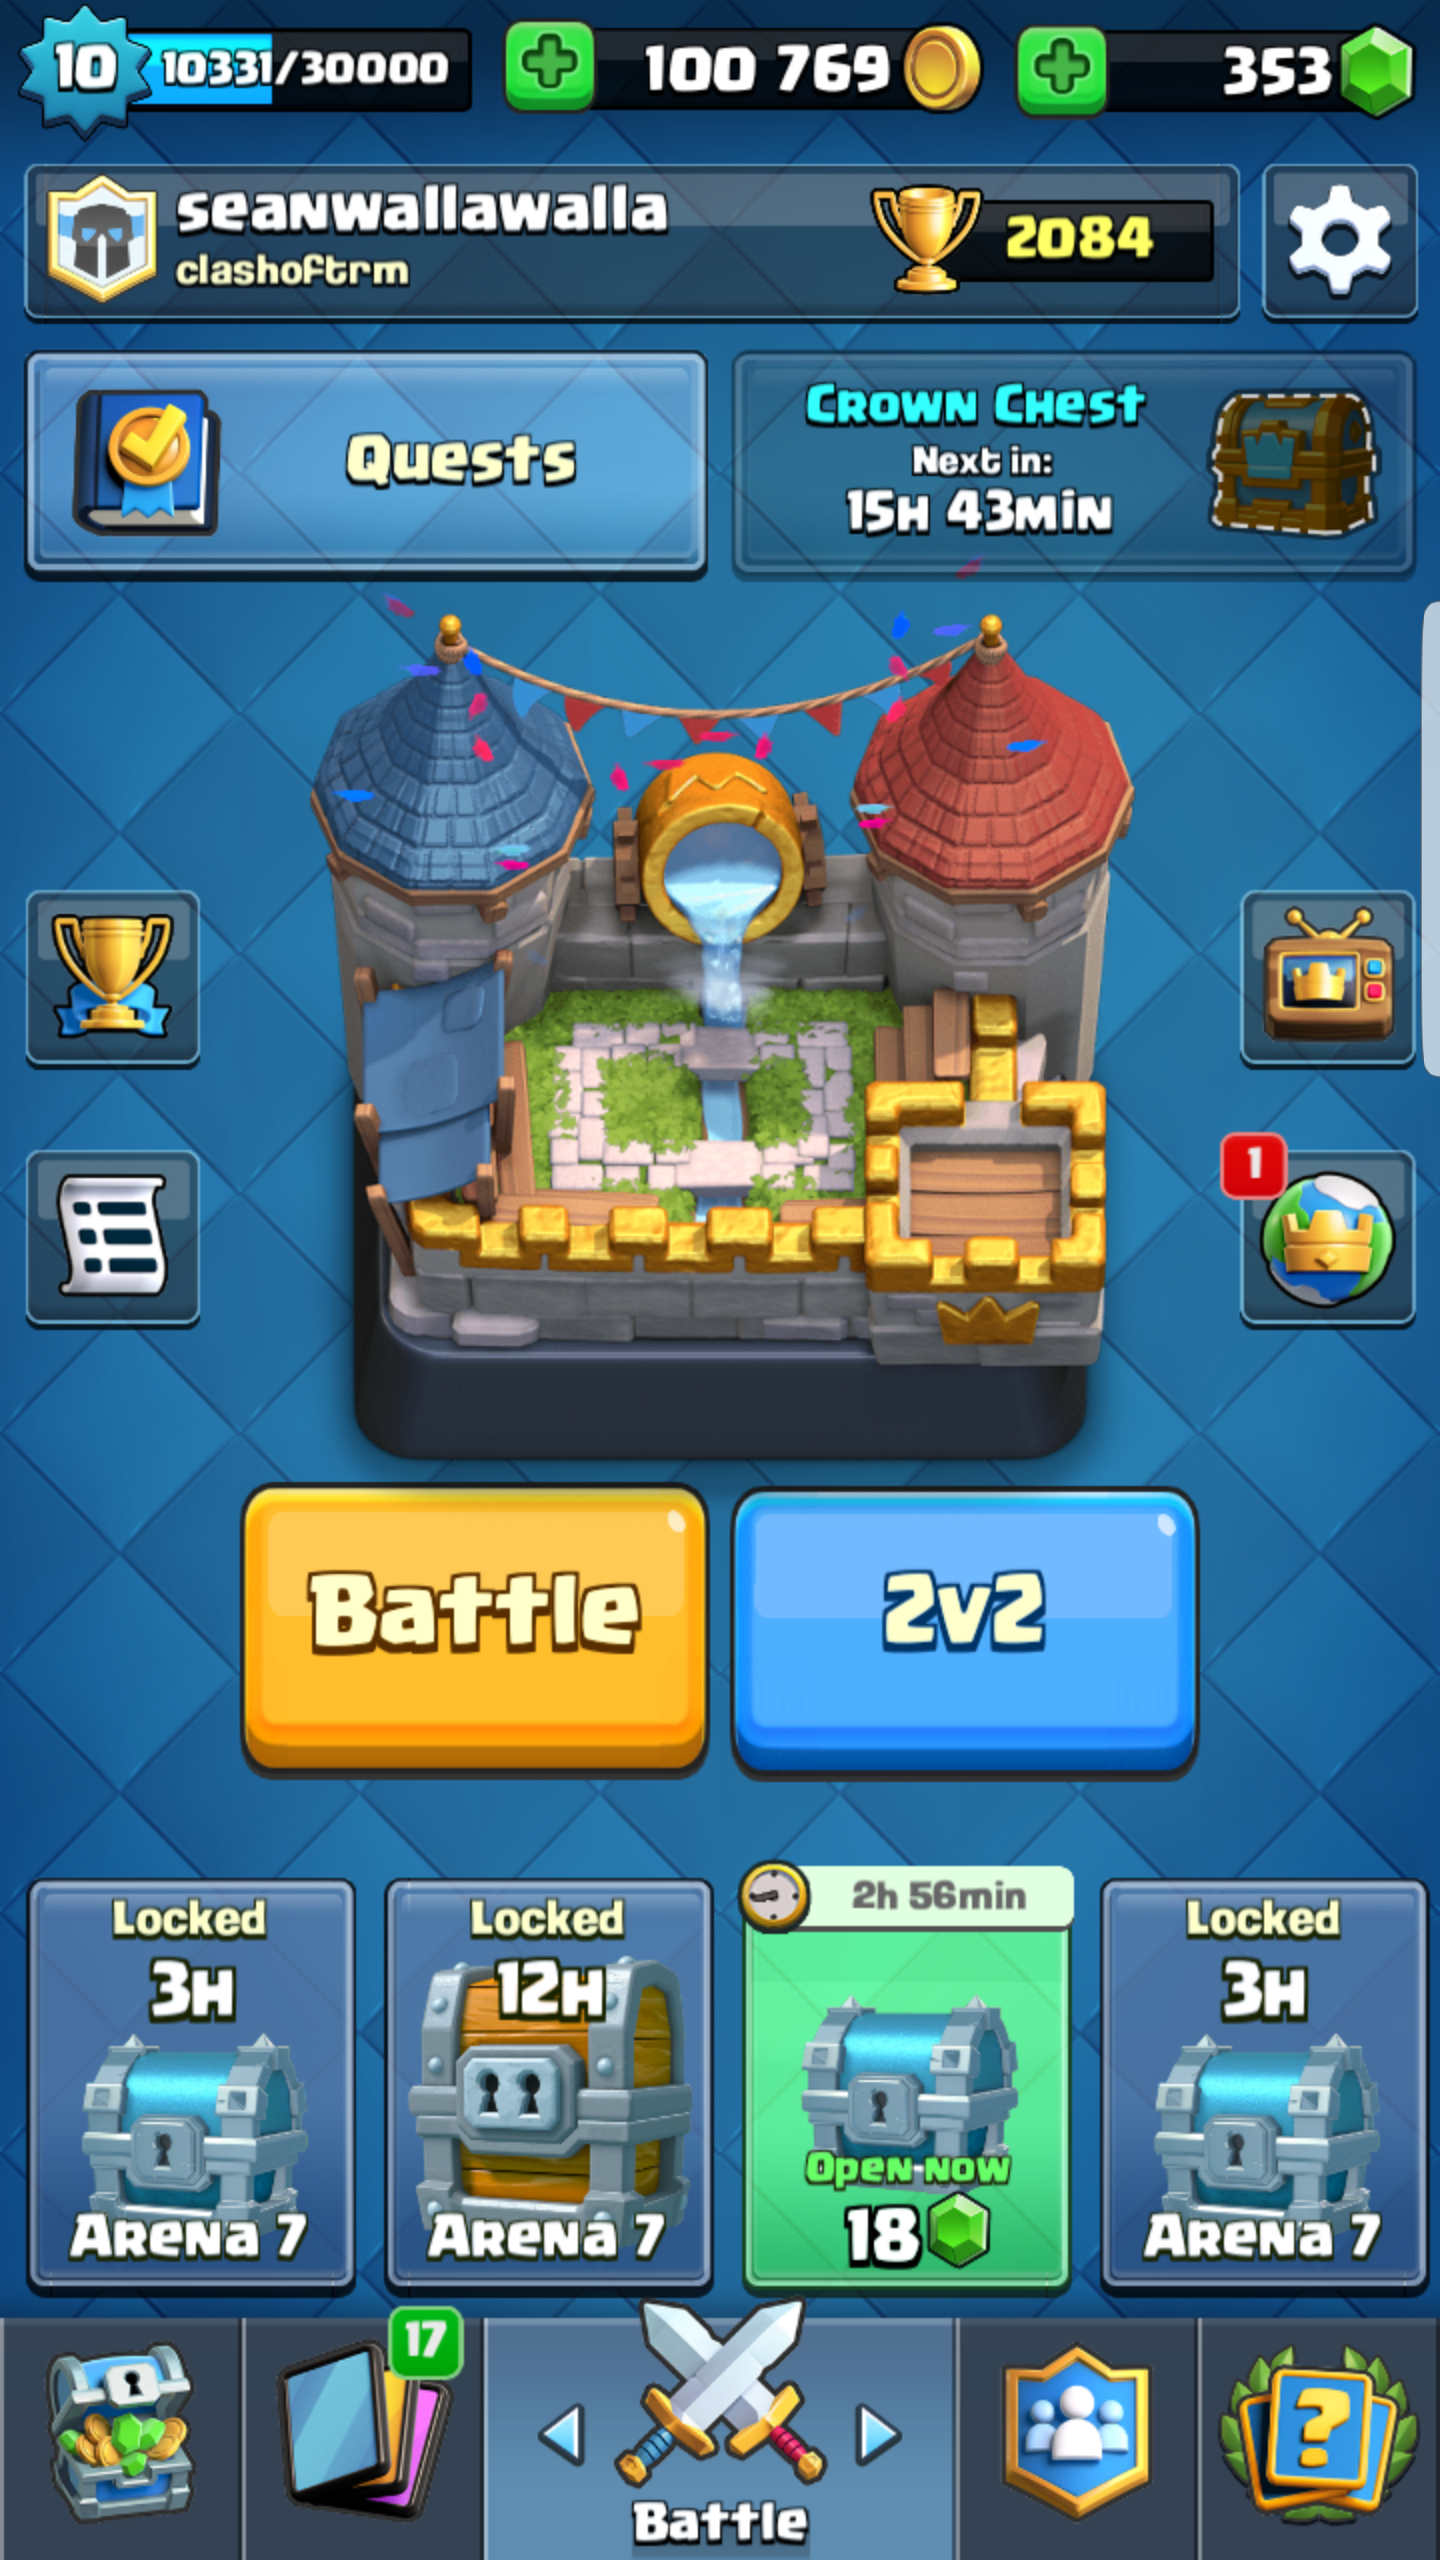 10
10331/30000
100 769
353
seanwallawalla
clashoftrm
2084
Quests
Crown Chest
Next in:
15h 43min
1
Battle
2v2
Locked
3h
Arena 7
Locked
12h
Arena 7
2h 56min
Open now
18
Locked
3h
Arena 7
17
Battle